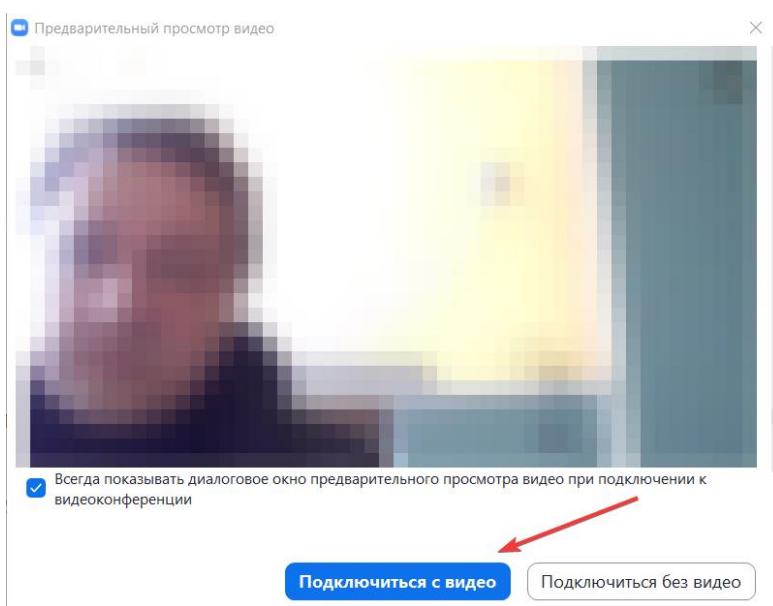 Предварительный просмотр видео
Всегда показывать диалоговое окно предварительного просмотра видео при подключении к
видеоконференции
Подключиться с видео
Подключиться без видео